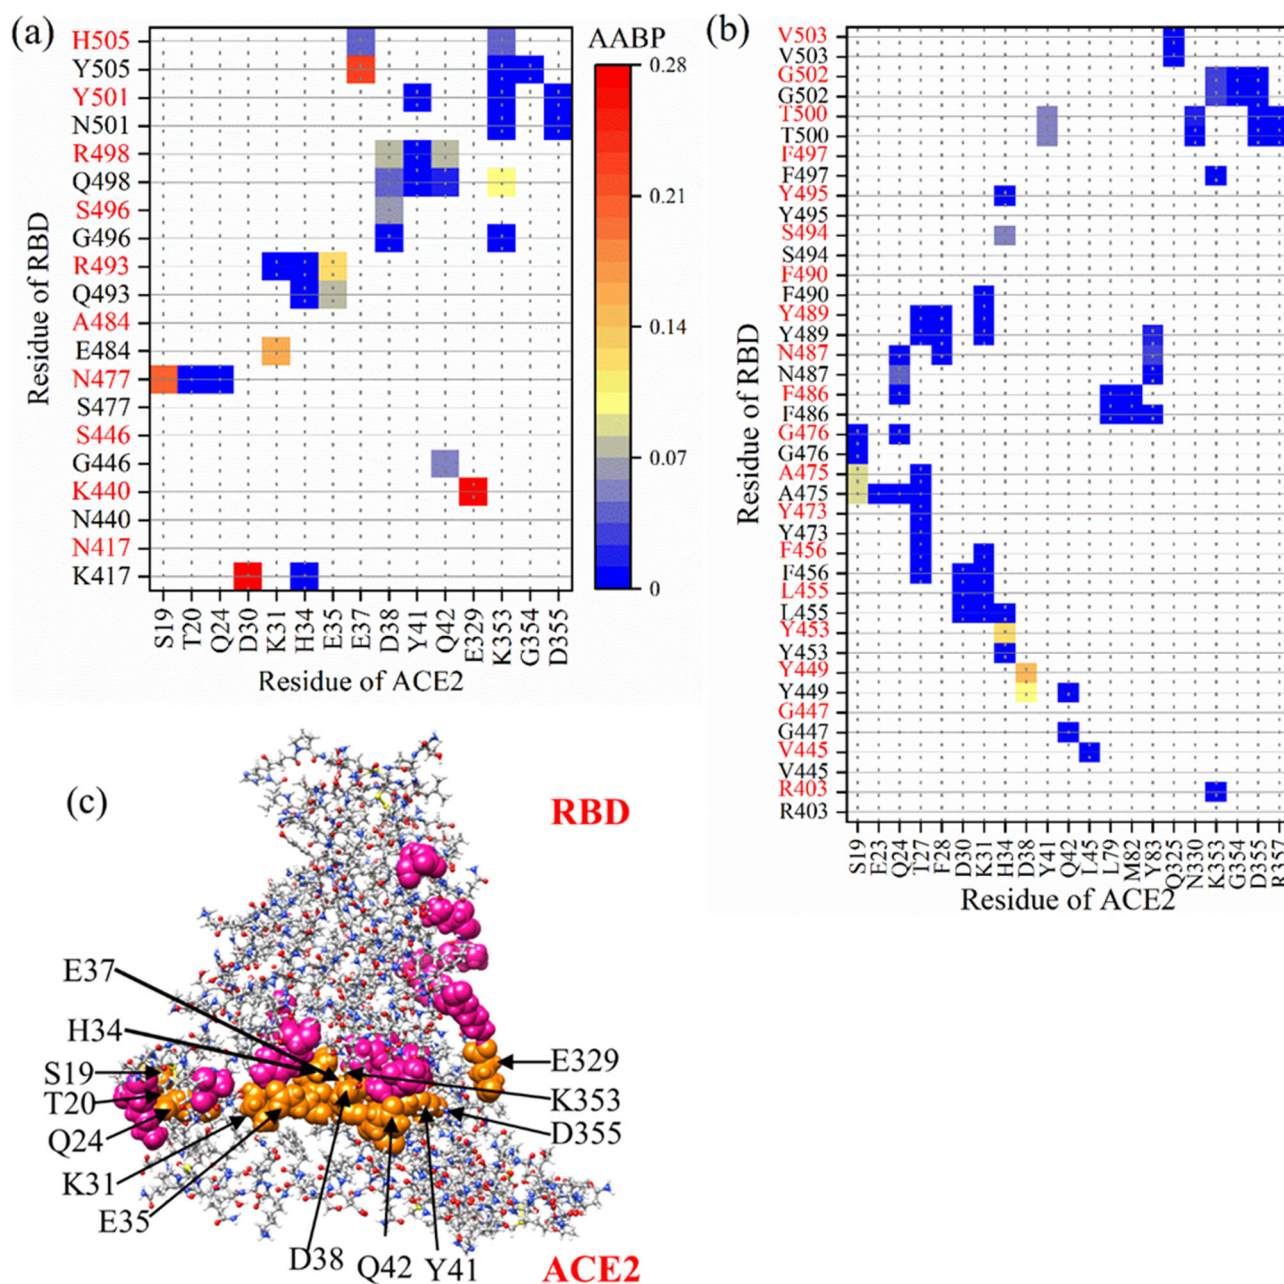 (a)
H505
Y505
Y501
N501
R498
Q498
S496
G496
R493
Q493
A484
E484
N477
S477
S446
G446
K440
N440
N417
K417
Residue of RBD
S19
T20
Q24
D30
K31
H34
E35
E37
D38
Y41
Q42
E329
K353
G354
D355
Residue of ACE2
AABP
0.28
0.21
0.14
0.07
0
(b)
V503
V503
G502
G502
T500
T500
F497
F497
Y495
Y495
S494
S494
F490
F490
Y489
Y489
N487
N487
F486
F486
G476
G476
A475
A475
Y473
Y473
F456
F456
L455
L455
Y453
Y453
Y449
Y449
G447
G447
V445
V445
R403
R403
Residue of RBD
S19
E23
Q24
T27
F28
D30
K31
H34
D38
Y41
Q42
L45
L79
M82
Y83
Q325
N330
K353
G354
D355
R357
Residue of ACE2
(c)
RBD
E37
H34
S19
T20
Q24
K31
E35
D38
Q42
Y41
E329
K353
D355
ACE2